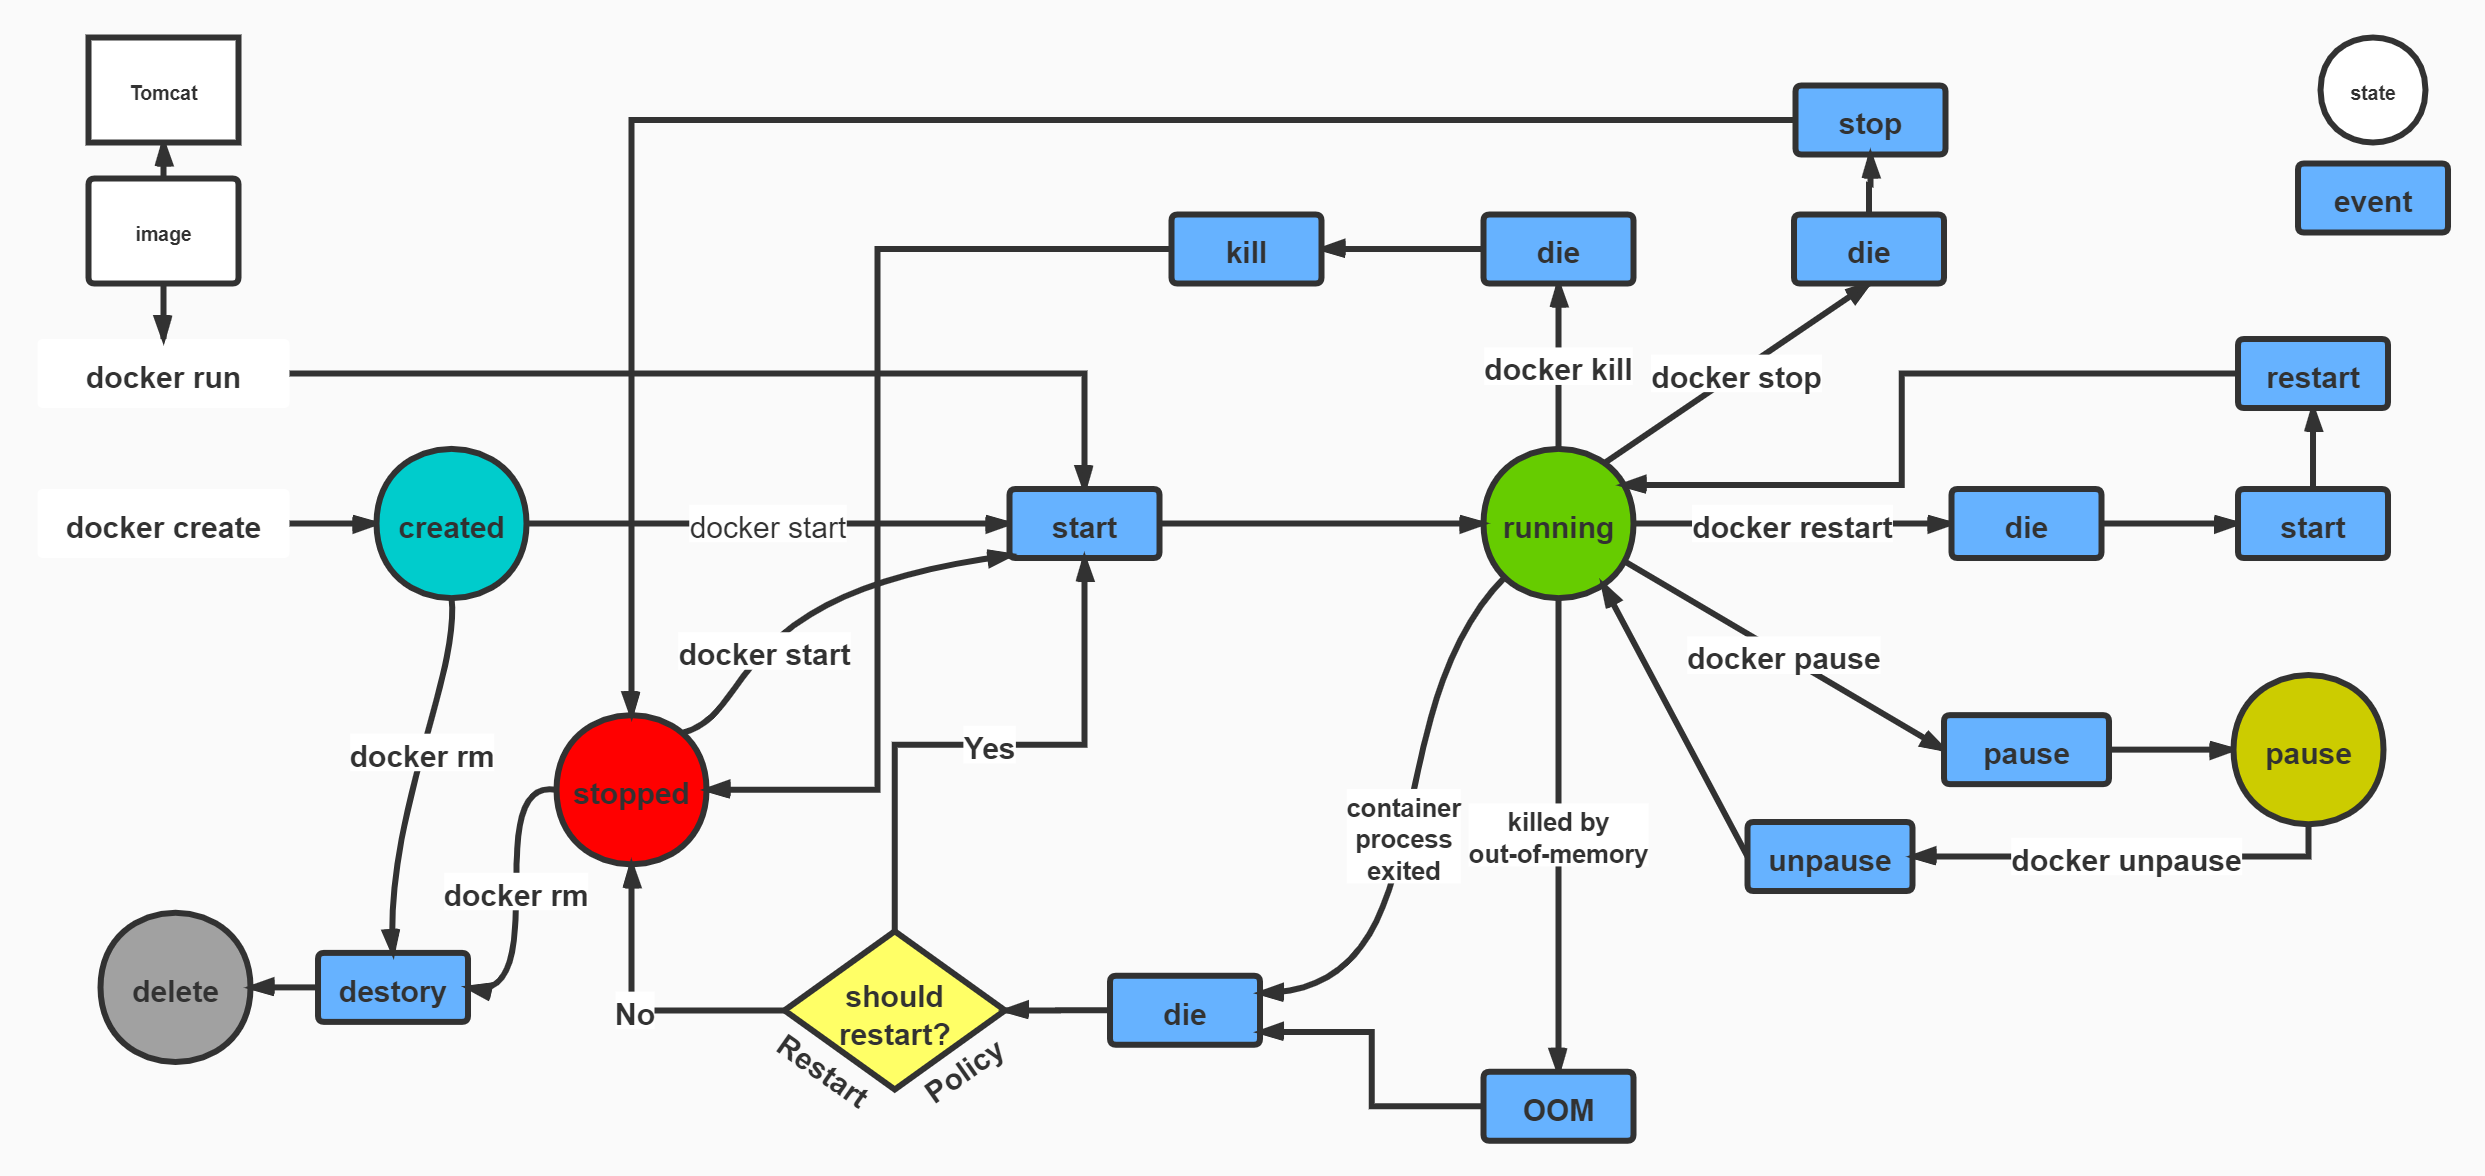 Tomcat
state
stop
event
image
kill
die
die
docker run
docker kill
docker stop
restart
docker create
created
docker start
start
running
docker restart
die
start
docker start
docker pause
docker rm
Yes
stopped
pause
pause
container
process
exited
killed by
out-of-memory
unpause
docker unpause
docker rm
delete
destory
No
should
restart?
Restart
Policy
die
OOM